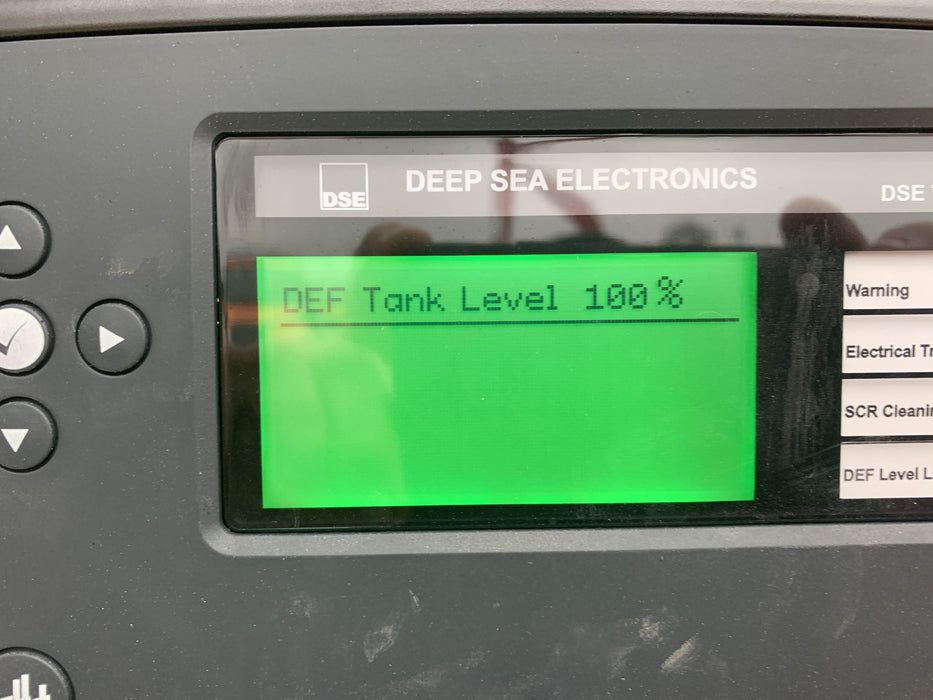 DSE
DEEP SEA ELECTRONICS
DSE
DEF Tank Level 100%
Warning
Electrical
SCR
DEF Level